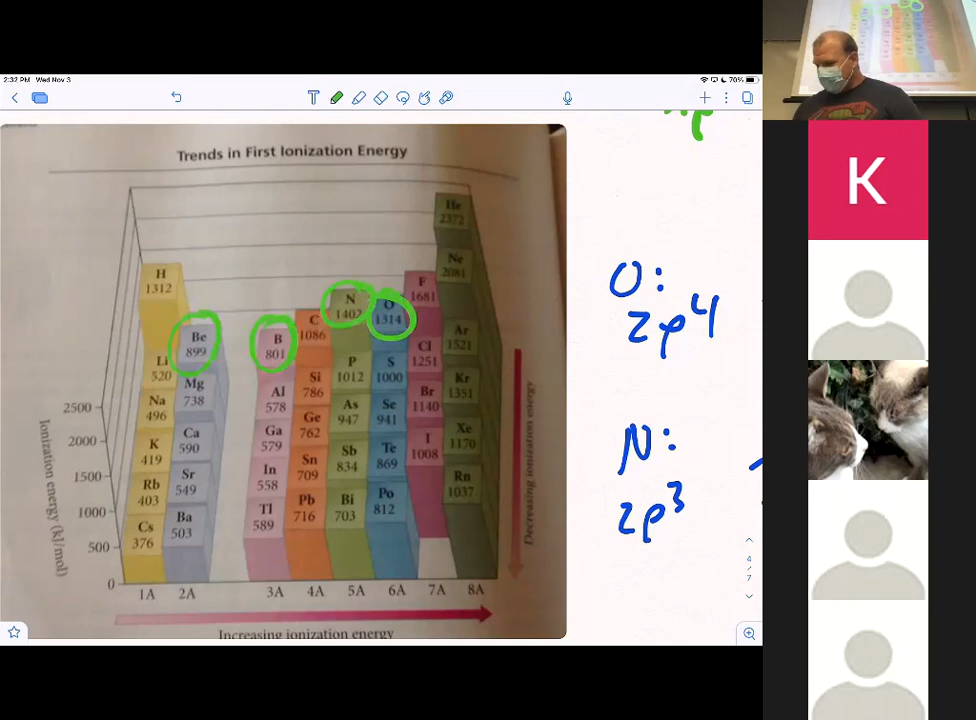 2:32 PM Wed Nov 3
70%
T
Trends in First Ionization Energy
He
2372
Ne
2081
H
1312
F
1681
N
1402
O
1314
Be
899
B
801
C
1086
Ar
1521
Cl
1251
Li
520
Mg
738
Al
578
Si
786
P
1012
S
1000
Br
1140
Kr
1351
Na
496
Ca
590
Ga
579
Ge
762
As
947
Se
941
I
1008
Xe
1170
K
419
Sr
549
In
558
Sn
709
Sb
834
Te
869
Rn
1037
Rb
403
Ba
503
Tl
589
Pb
716
Bi
703
Po
812
Cs
376
2500
2000
1500
1000
500
0
Ionization energy (kJ/mol)
Decreasing ionization energy
1A 2A 3A 4A 5A 6A 7A 8A
Increasing ionization energy
O:
2p4
N:
2p3
4
/
7
K